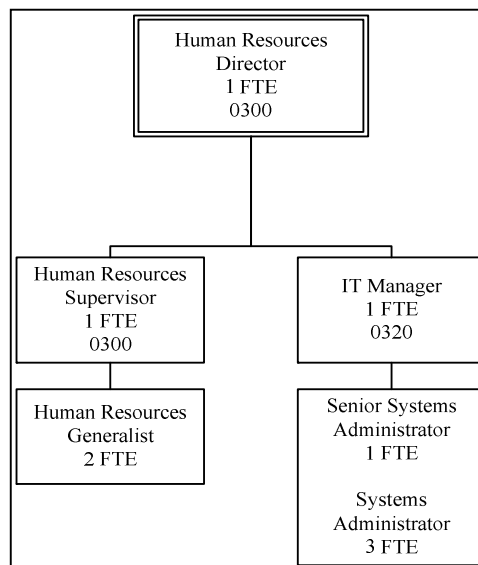 Human Resources
Director
1 FTE
0300
Human Resources
Supervisor
1 FTE
0300
IT Manager
1 FTE
0320
Human Resources
Generalist
2 FTE
Senior Systems
Administrator
1 FTE
Systems
Administrator
3 FTE